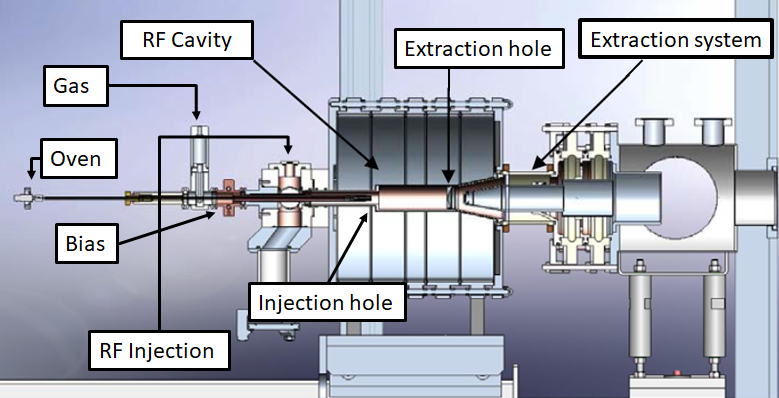 RF Cavity
Extraction hole
Extraction system
Gas
Oven
Bias
Injection hole
RF Injection